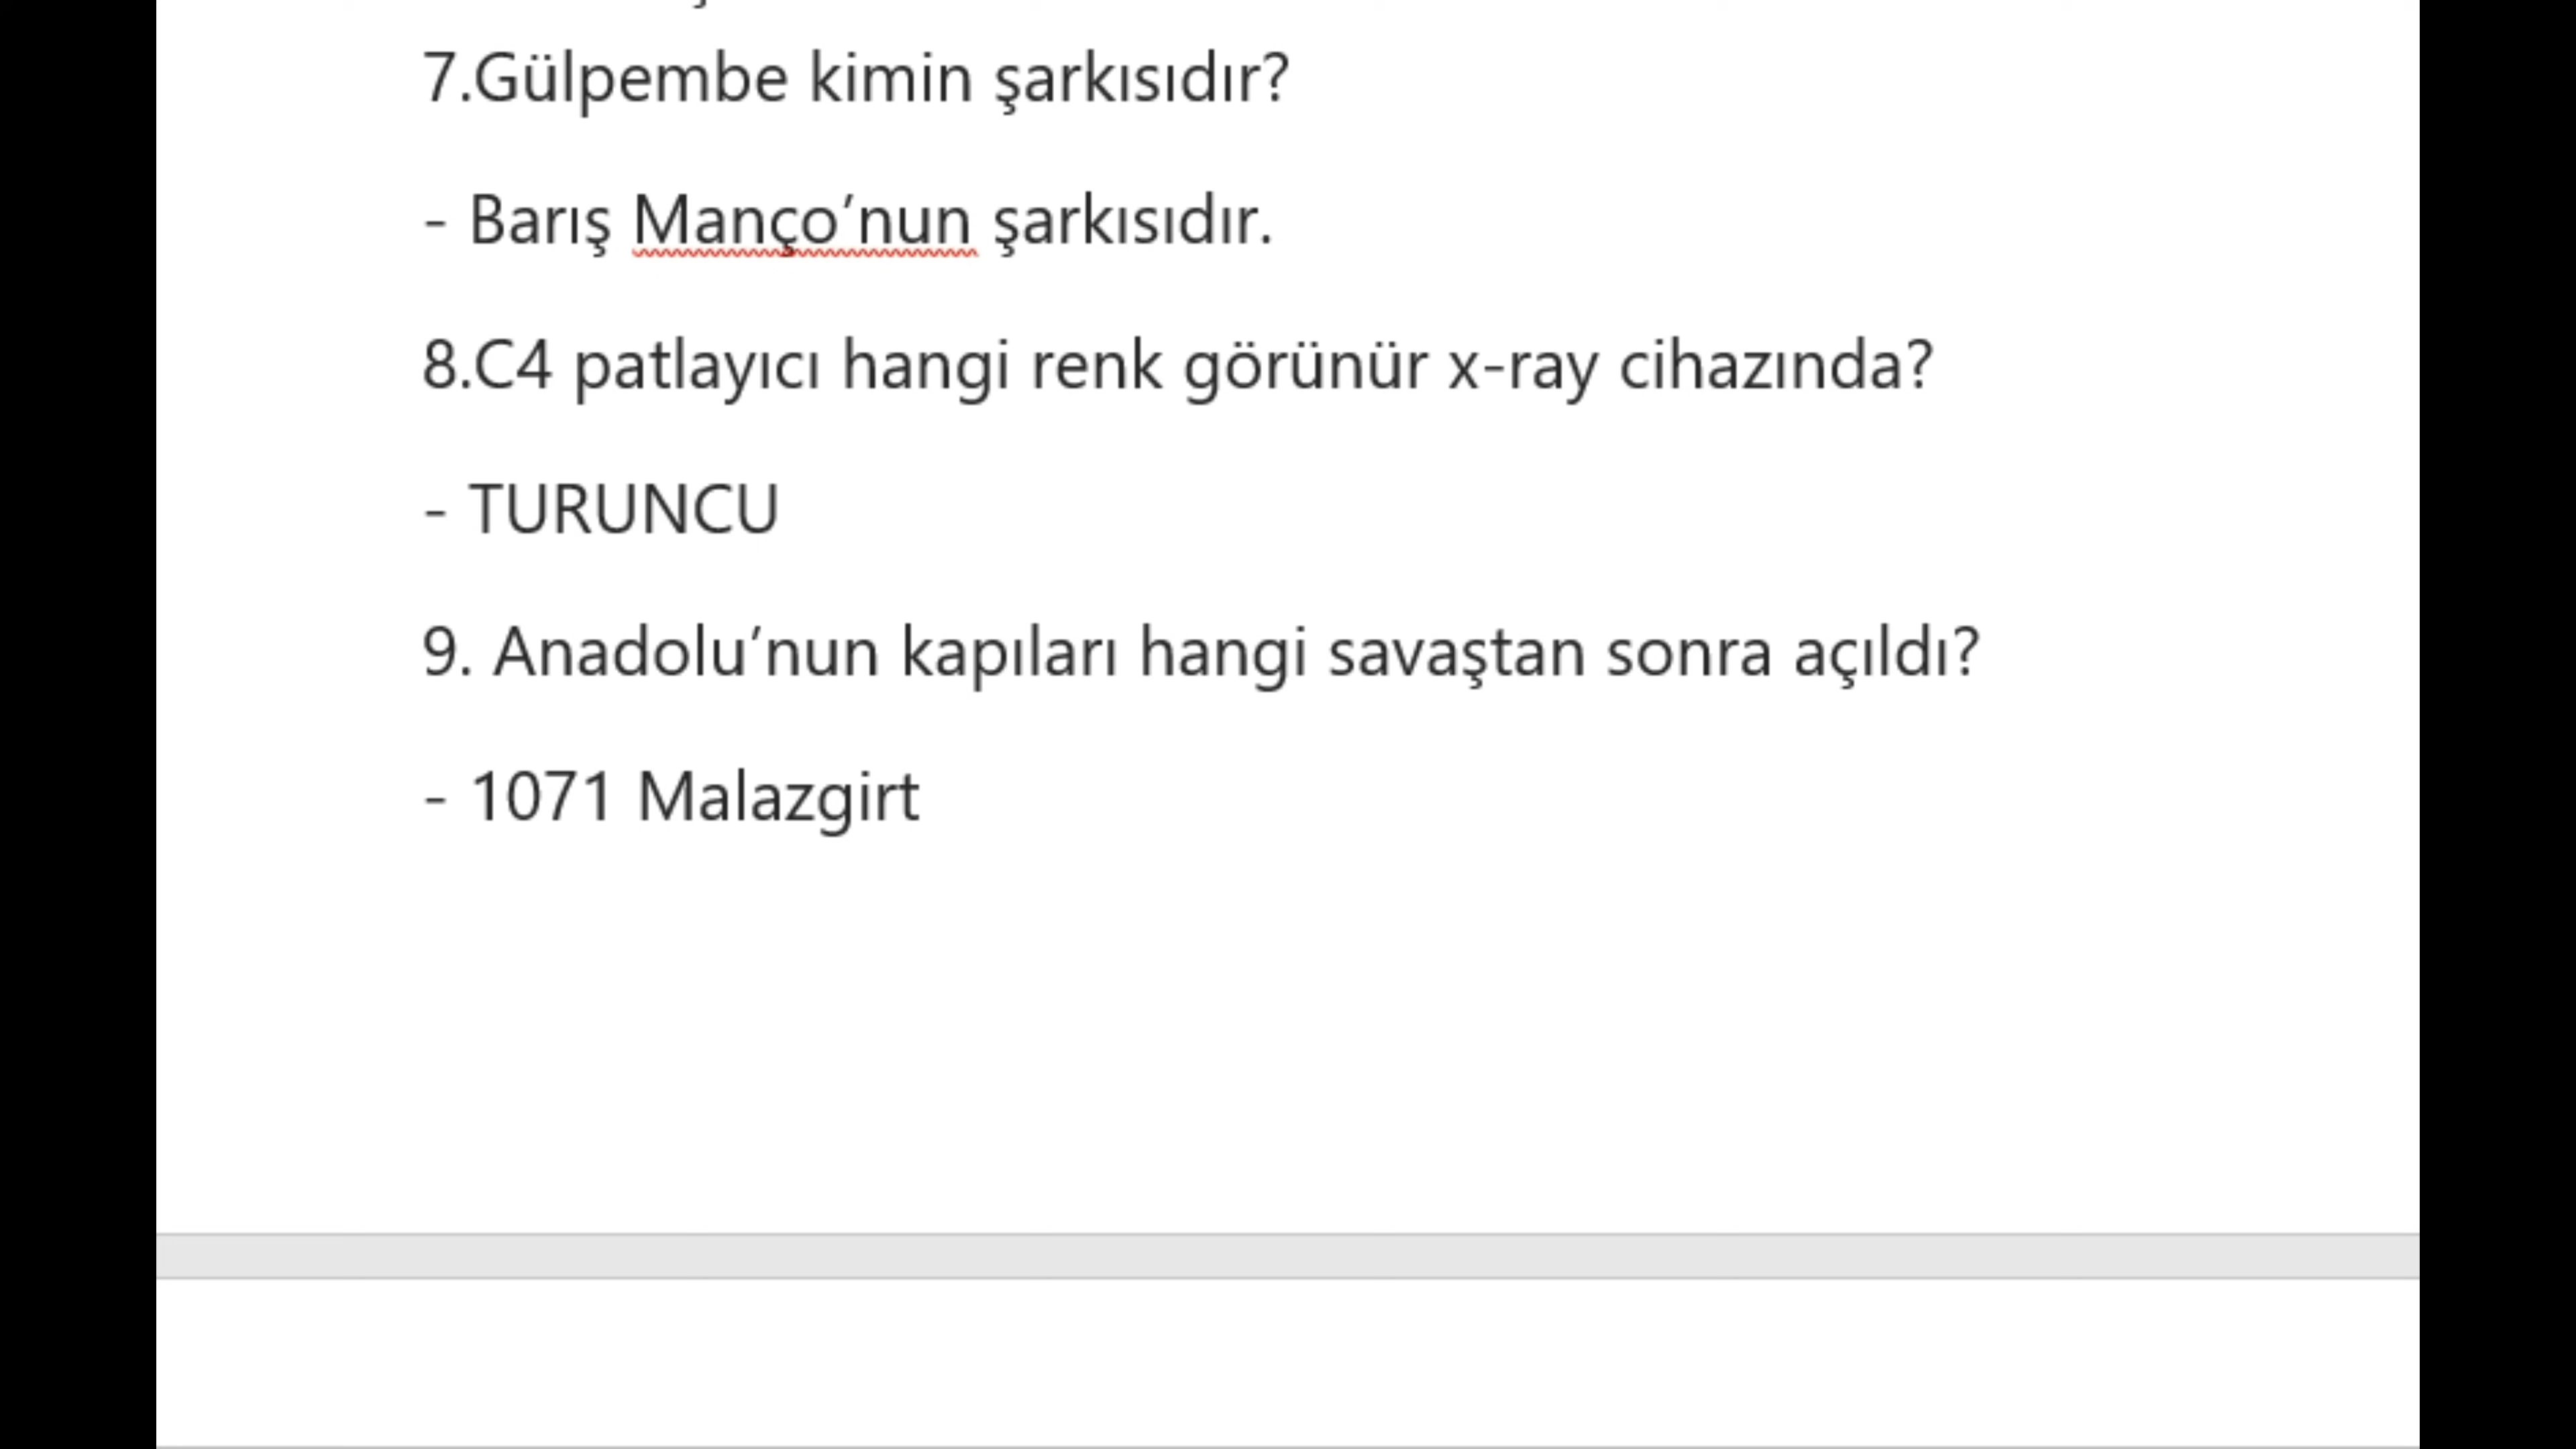 7.Gülpembe kimin şarkısıdır?
- Barış Manço’nun şarkısıdır.
8.C4 patlayıcı hangi renk görünür x-ray cihazında?
- TURUNCU
9. Anadolu’nun kapıları hangi savaştan sonra açıldı?
- 1071 Malazgirt